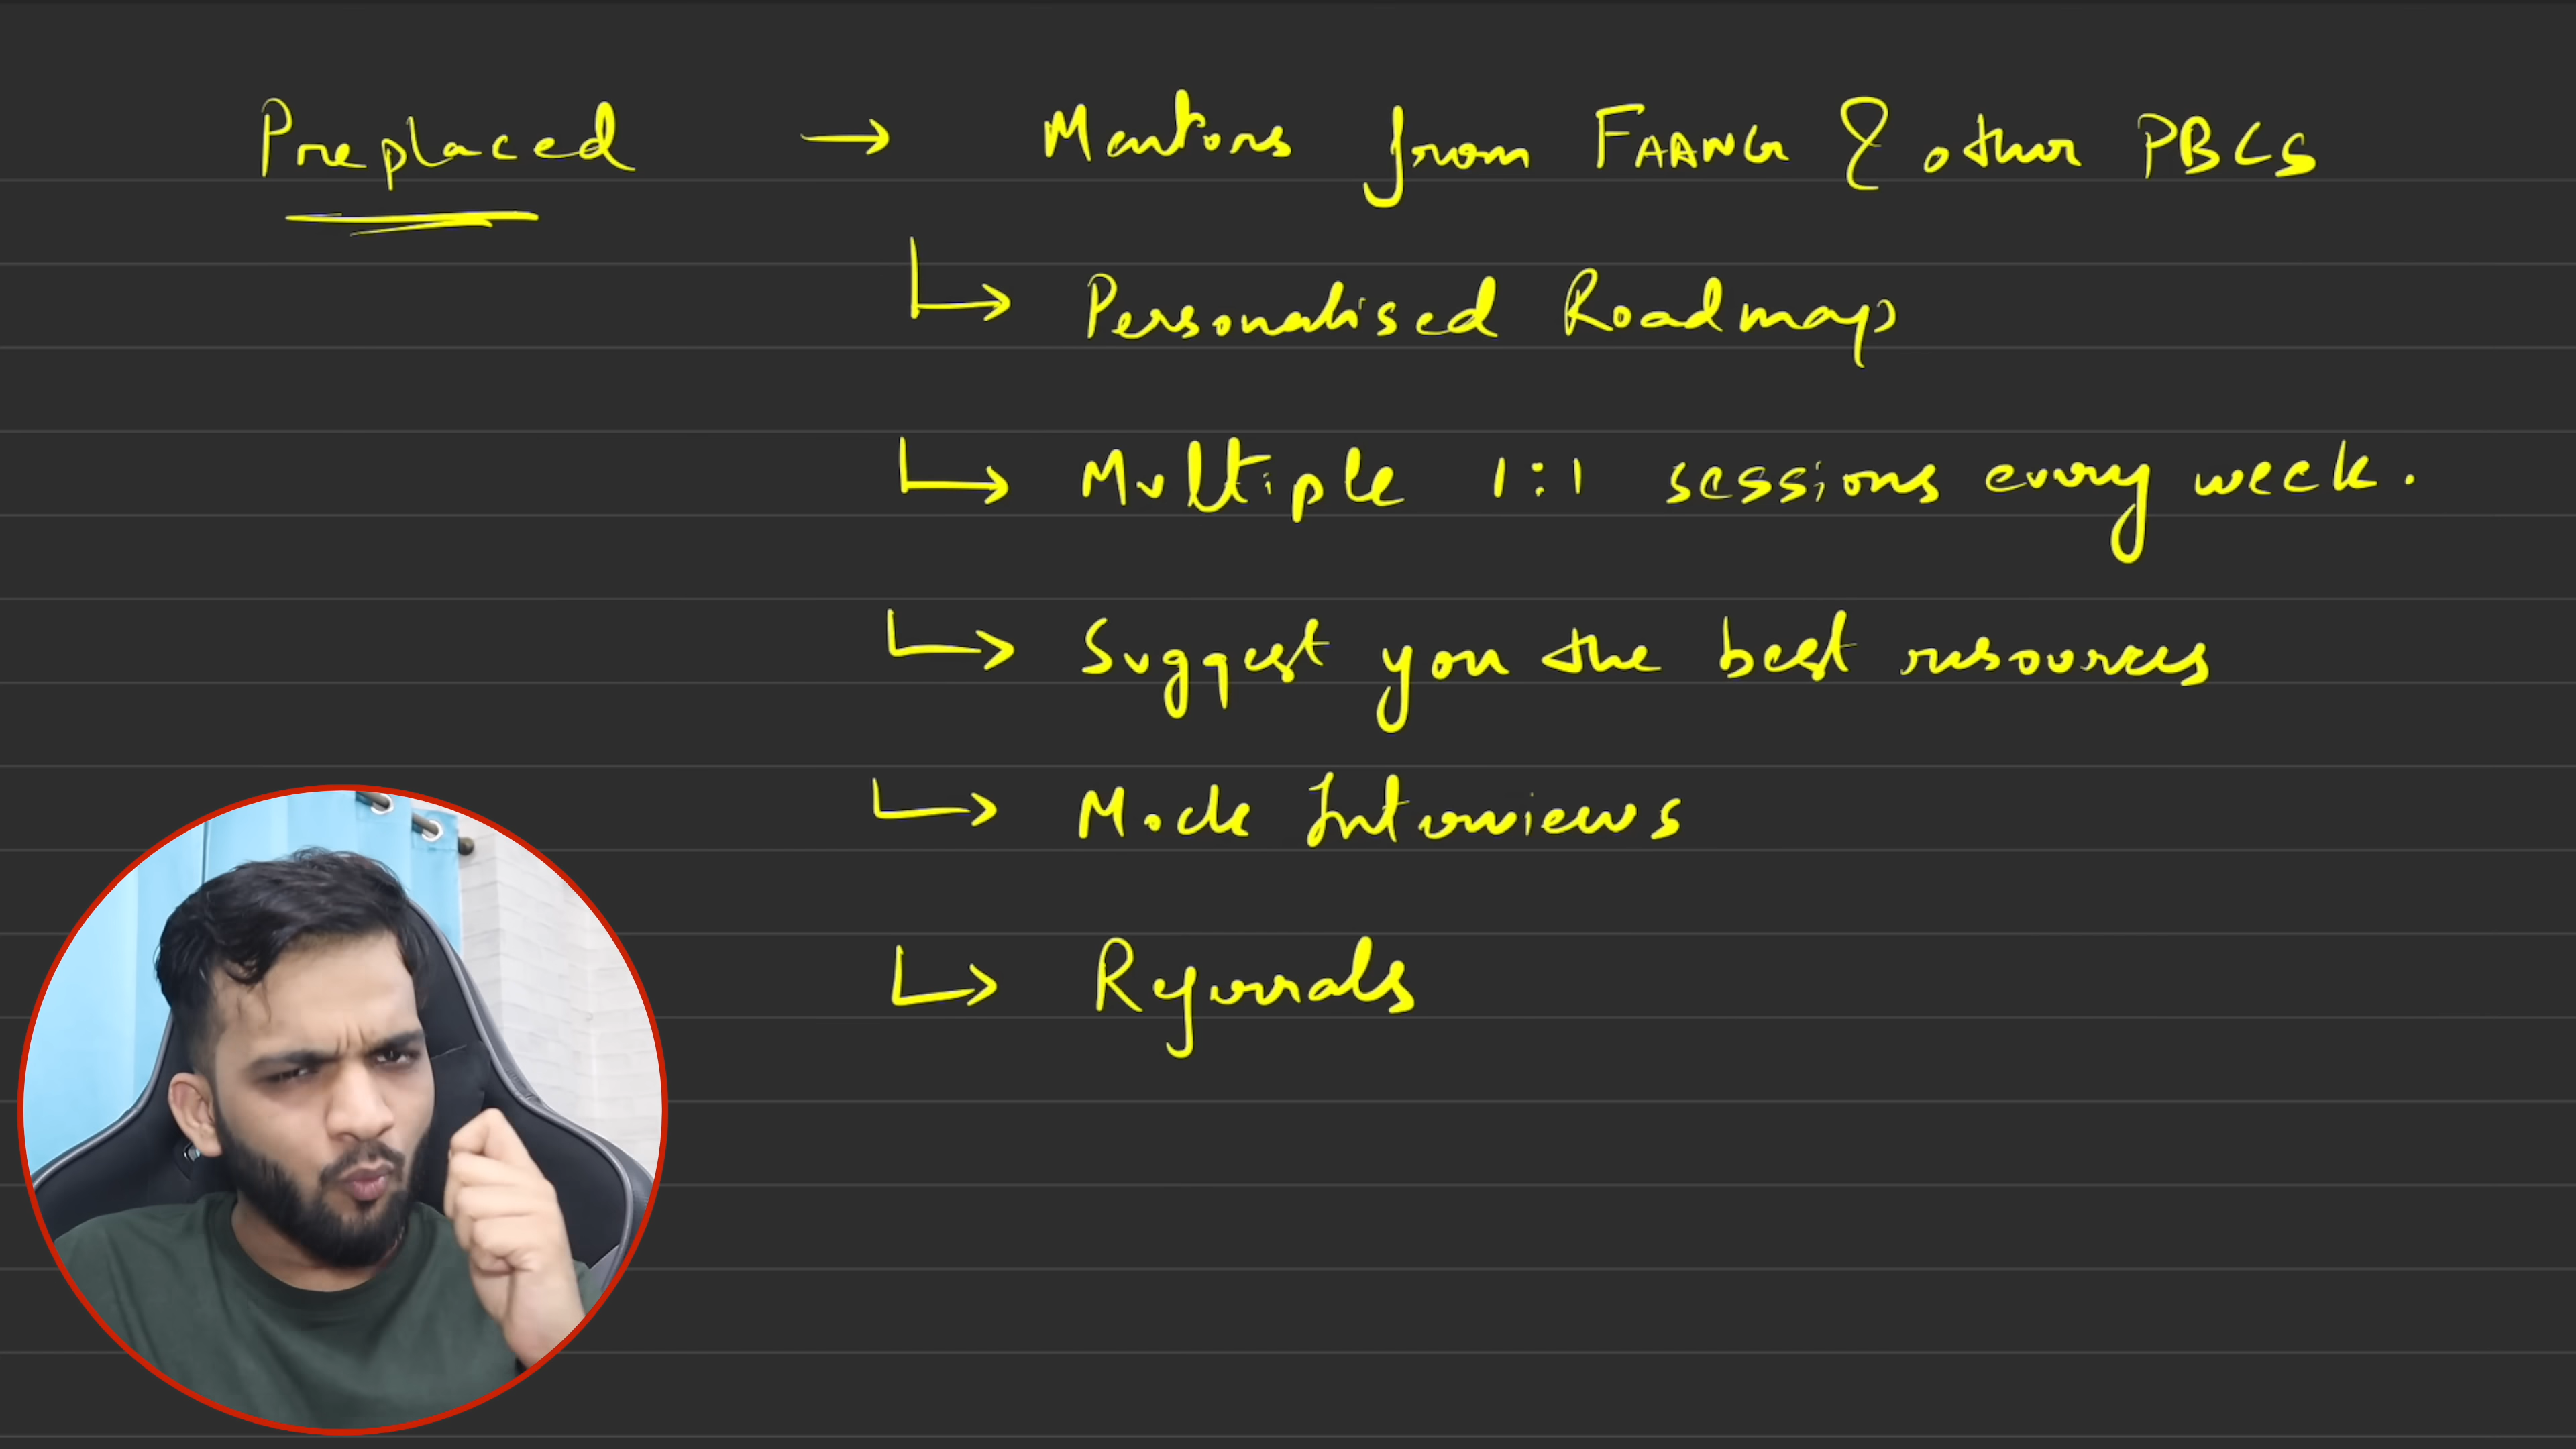 Preplaced → Mentors from FAANG & other PBCs
↳ Personalised Roadmap
↳ Multiple 1:1 sessions every week.
↳ Suggest you the best resources
↳ Mock Interviews
↳ Referrals